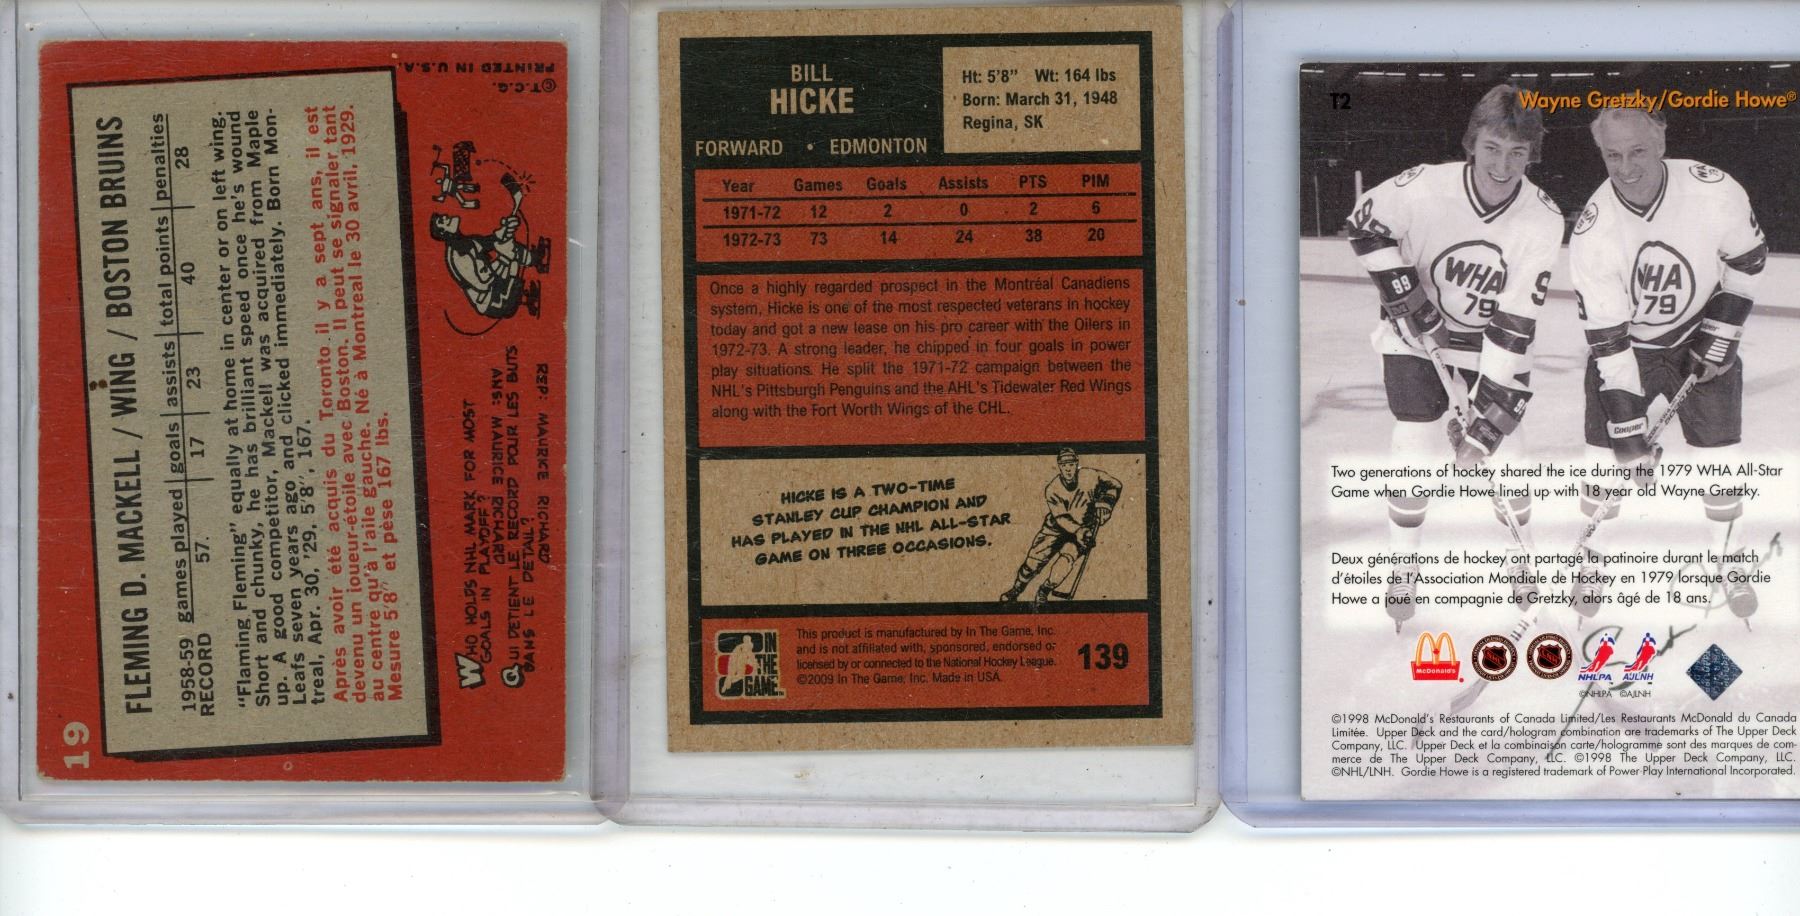 19
FLEMING D. MACKELL / WING / BOSTON BRUINS
1958-59 games played goals assists total points penalties
RECORD 57. 17 23 40 28
"Flaming Fleming" equally at home in center or on left wing.
Short and chunky, he has brilliant speed once he's wound
up. A good competitor, Mackell was acquired from Maple
Leafs seven years ago and clicked immediately. Born Mon-
treal, Apr. 30, '29, 5'8", 167.
Après avoir été acquis du Toronto il y a sept ans, il est
devenu un joueur-étoile avec Boston. Il peut se signaler tant
au centre qu'à l'aile gauche. Né à Montreal le 30 avril, 1929.
Mesure 5'8" et pèse 167 lbs.
WHO HOLDS NHL MARK FOR MOST
GOALS IN PLAYOFF?
ANS: MAURICE RICHARD
QUI DETIENT LE RECORD POUR LES BUTS
DANS LE DETAIL?
REP: MAURICE RICHARD
© T.C.G. PRINTED IN U.S.A.
BILL
HICKE
FORWARD • EDMONTON
Ht: 5'8" Wt: 164 lbs
Born: March 31, 1948
Regina, SK
Year Games Goals Assists PTS PIM
1971-72 12 2 0 2 6
1972-73 73 14 24 38 20
Once a highly regarded prospect in the Montréal Canadiens
system, Hicke is one of the most respected veterans in hockey
today and got a new lease on his pro career with the Oilers in
1972-73. A strong leader, he chipped in four goals in power
play situations. He split the 1971-72 campaign between the
NHL's Pittsburgh Penguins and the AHL's Tidewater Red Wings
along with the Fort Worth Wings of the CHL.
HICKE IS A TWO-TIME
STANLEY CUP CHAMPION AND
HAS PLAYED IN THE NHL ALL-STAR
GAME ON THREE OCCASIONS.
IN
THE
GAME
This product is manufactured by In The Game, Inc.
and is not affiliated with, sponsored, endorsed or
licensed by or connected to the National Hockey League.
©2009 In The Game, Inc. Made in USA.
139
T2
Wayne Gretzky/Gordie Howe®
WHA
79
99
WHA
79
Cooper
Two generations of hockey shared the ice during the 1979 WHA All-Star
Game when Gordie Howe lined up with 18 year old Wayne Gretzky.
Deux générations de hockey ont partagé la patinoire durant le match
d'étoiles de l'Association Mondiale de Hockey en 1979 lorsque Gordie
Howe a joué en compagnie de Gretzky, alors âgé de 18 ans.
McDonald's
NHLPA AJLNH
©NHLPA ©AJLNH
©1998 McDonald's Restaurants of Canada Limited/Les Restaurants McDonald du Canada
Limitée. Upper Deck and the card/hologram combination are trademarks of The Upper Deck
Company, LLC. Upper Deck et la combinaison carte/hologramme sont des marques de com-
merce de The Upper Deck Company, LLC. ©1998 The Upper Deck Company, LLC.
©NHL/LNH. Gordie Howe is a registered trademark of Power Play International Incorporated.